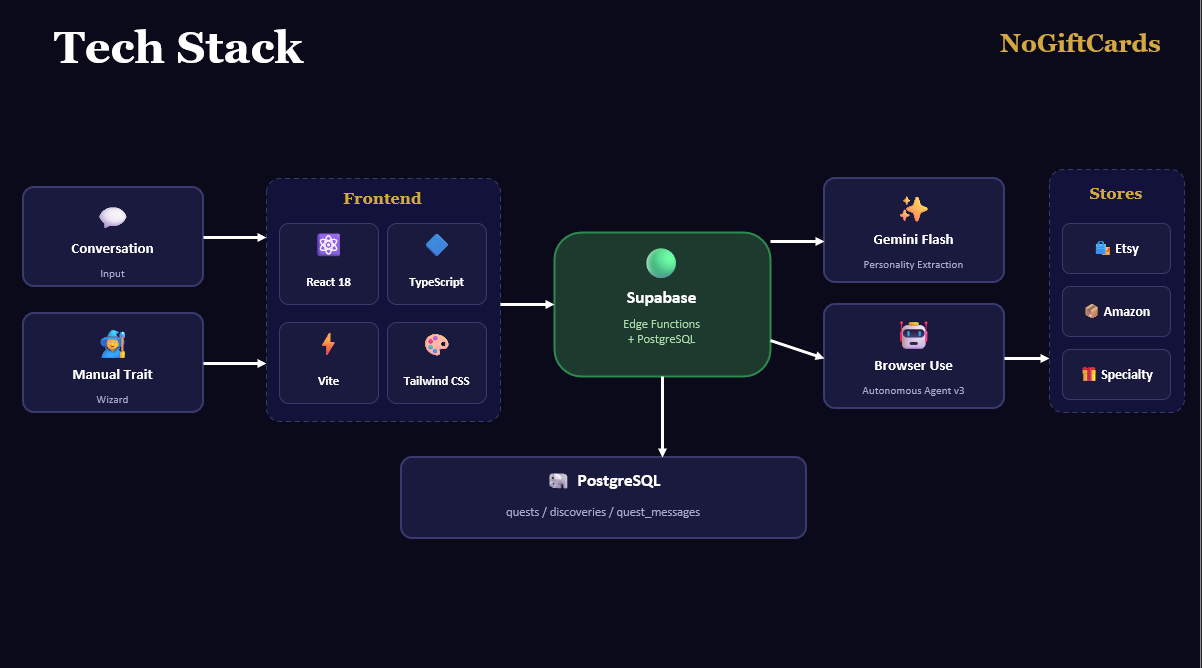 Tech Stack
NoGiftCards
Conversation
Input
Manual Trait
Wizard
Frontend
React 18
TypeScript
Vite
Tailwind CSS
Supabase
Edge Functions
+ PostgreSQL
Gemini Flash
Personality Extraction
Browser Use
Autonomous Agent v3
Stores
Etsy
Amazon
Specialty
PostgreSQL
quests / discoveries / quest_messages